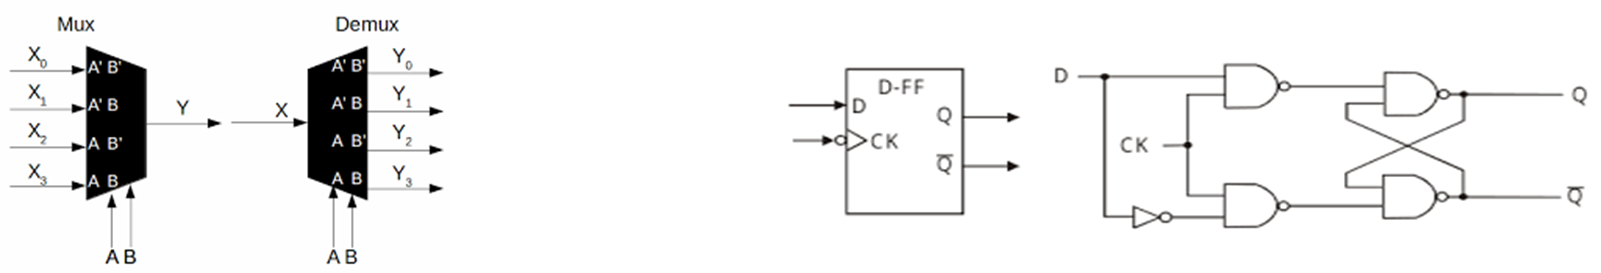 Mux
X0
X1
X2
X3
A' B'
A' B
A B'
A B
Y
A B
Demux
X
A' B'
A' B
A B'
A B
Y0
Y1
Y2
Y3
A B
D-FF
D
CK
Q
Q̅
D
CK
Q
Q̅